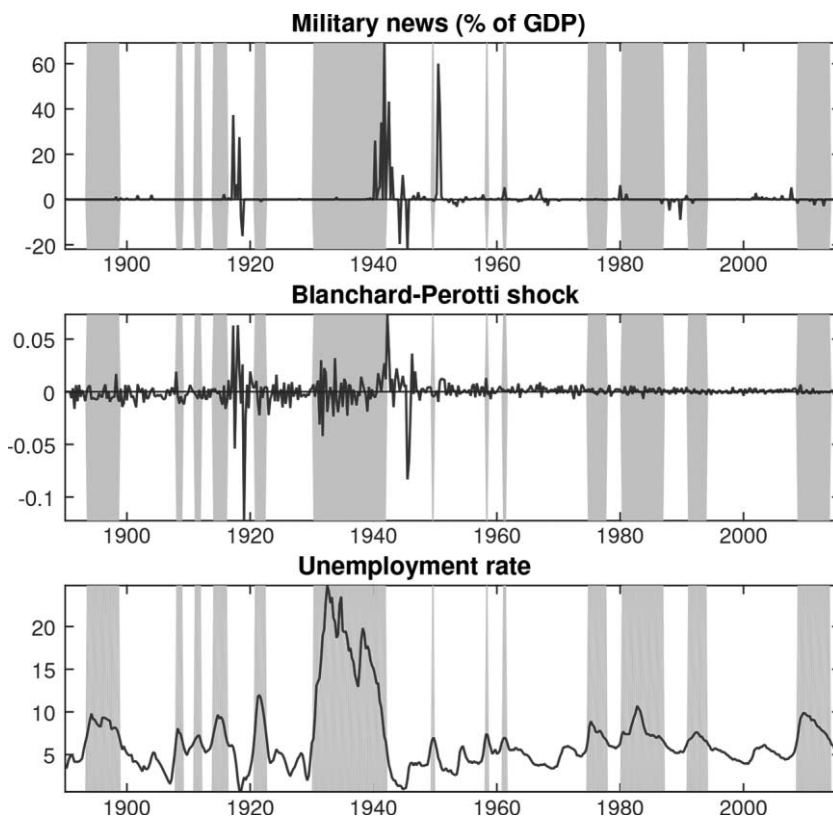 Military news (% of GDP)
60
40
20
0
-20
1900 1920 1940 1960 1980 2000
Blanchard-Perotti shock
0.05
0
-0.05
-0.1
1900 1920 1940 1960 1980 2000
Unemployment rate
20
15
10
5
1900 1920 1940 1960 1980 2000